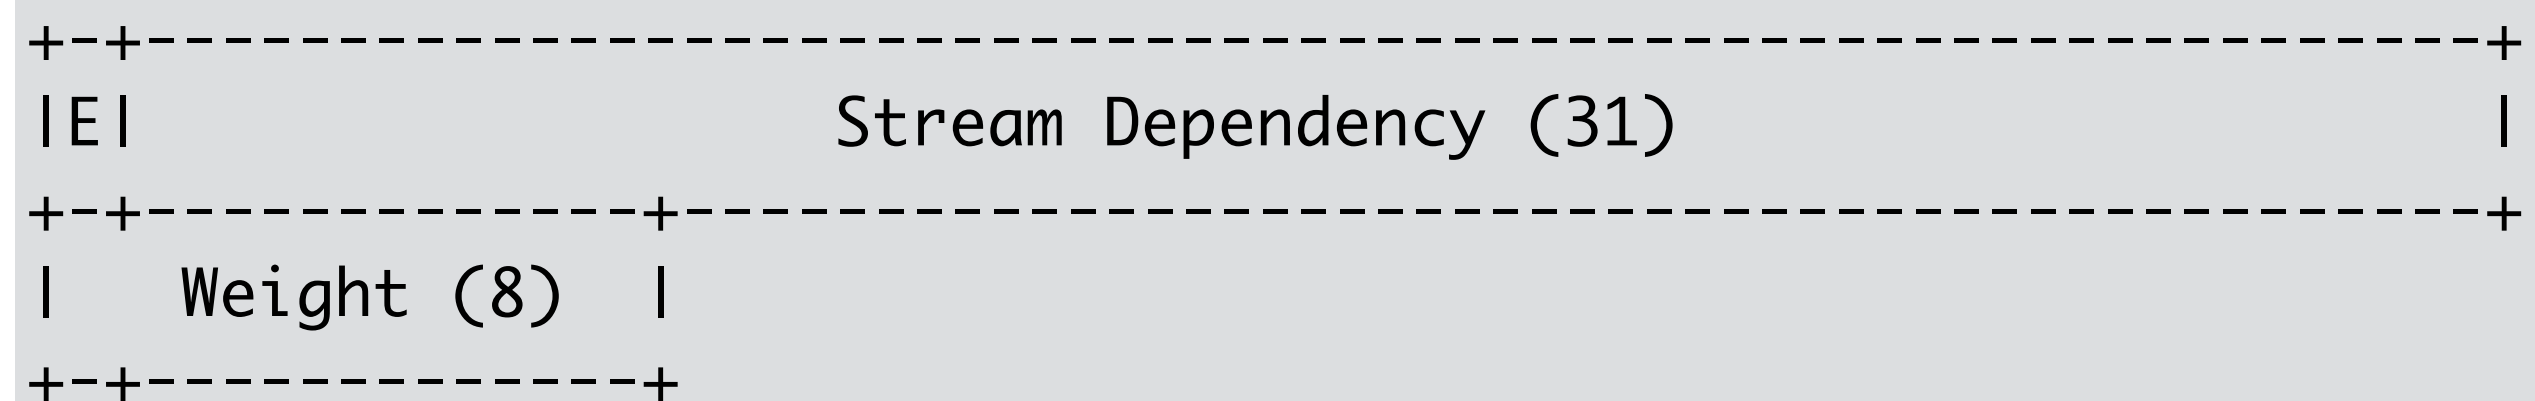 +-+-------------------------------------------------------------+
|E|                  Stream Dependency (31)                     |
+-+-------------+-----------------------------------------------+
|   Weight (8)  |
+-+-------------+